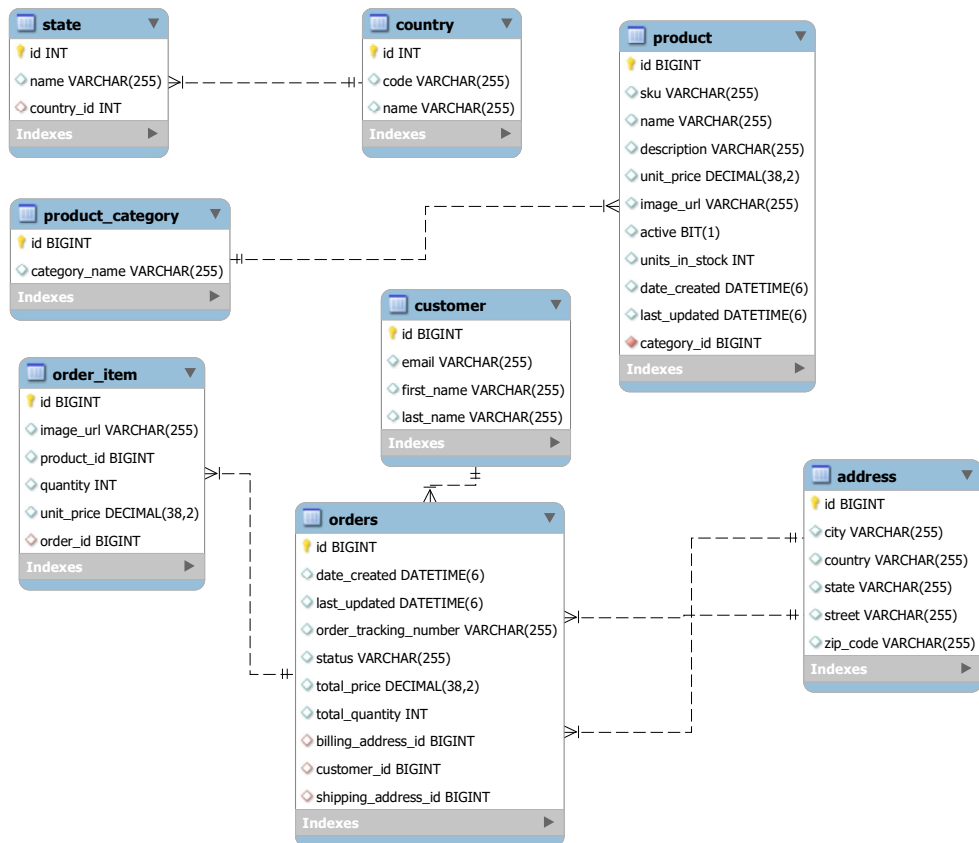 state
id INT
name VARCHAR(255)
country_id INT
Indexes
country
id INT
code VARCHAR(255)
name VARCHAR(255)
Indexes
product
id BIGINT
sku VARCHAR(255)
name VARCHAR(255)
description VARCHAR(255)
unit_price DECIMAL(38,2)
image_url VARCHAR(255)
active BIT(1)
units_in_stock INT
date_created DATETIME(6)
last_updated DATETIME(6)
category_id BIGINT
Indexes
product_category
id BIGINT
category_name VARCHAR(255)
Indexes
customer
id BIGINT
email VARCHAR(255)
first_name VARCHAR(255)
last_name VARCHAR(255)
Indexes
order_item
id BIGINT
image_url VARCHAR(255)
product_id BIGINT
quantity INT
unit_price DECIMAL(38,2)
order_id BIGINT
Indexes
orders
id BIGINT
date_created DATETIME(6)
last_updated DATETIME(6)
order_tracking_number VARCHAR(255)
status VARCHAR(255)
total_price DECIMAL(38,2)
total_quantity INT
billing_address_id BIGINT
customer_id BIGINT
shipping_address_id BIGINT
Indexes
address
id BIGINT
city VARCHAR(255)
country VARCHAR(255)
state VARCHAR(255)
street VARCHAR(255)
zip_code VARCHAR(255)
Indexes